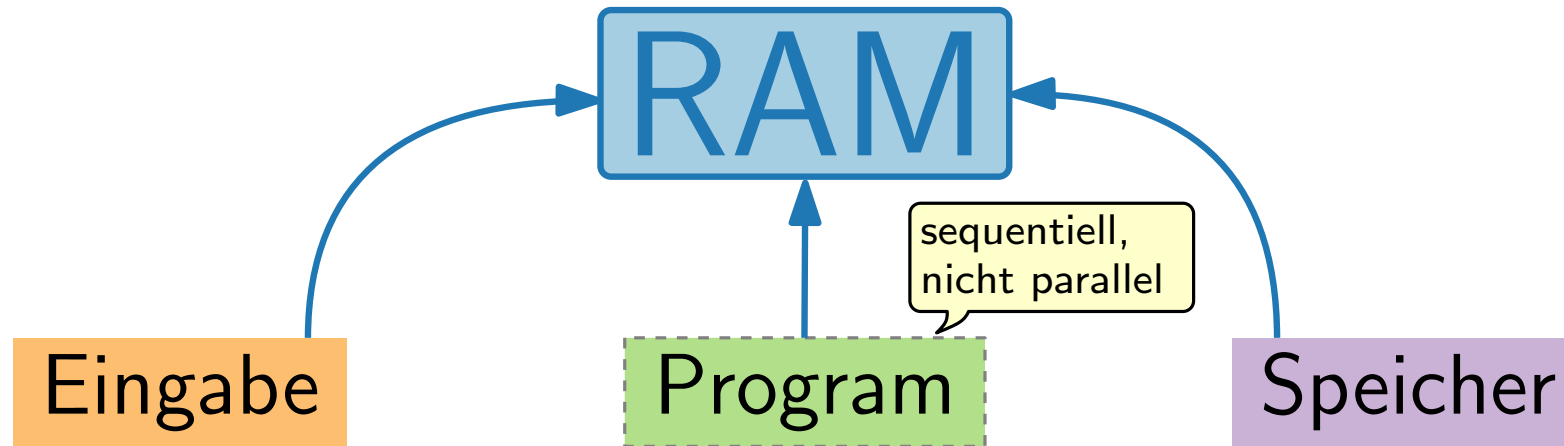 RAM
sequentiell,
nicht parallel
Eingabe
Program
Speicher